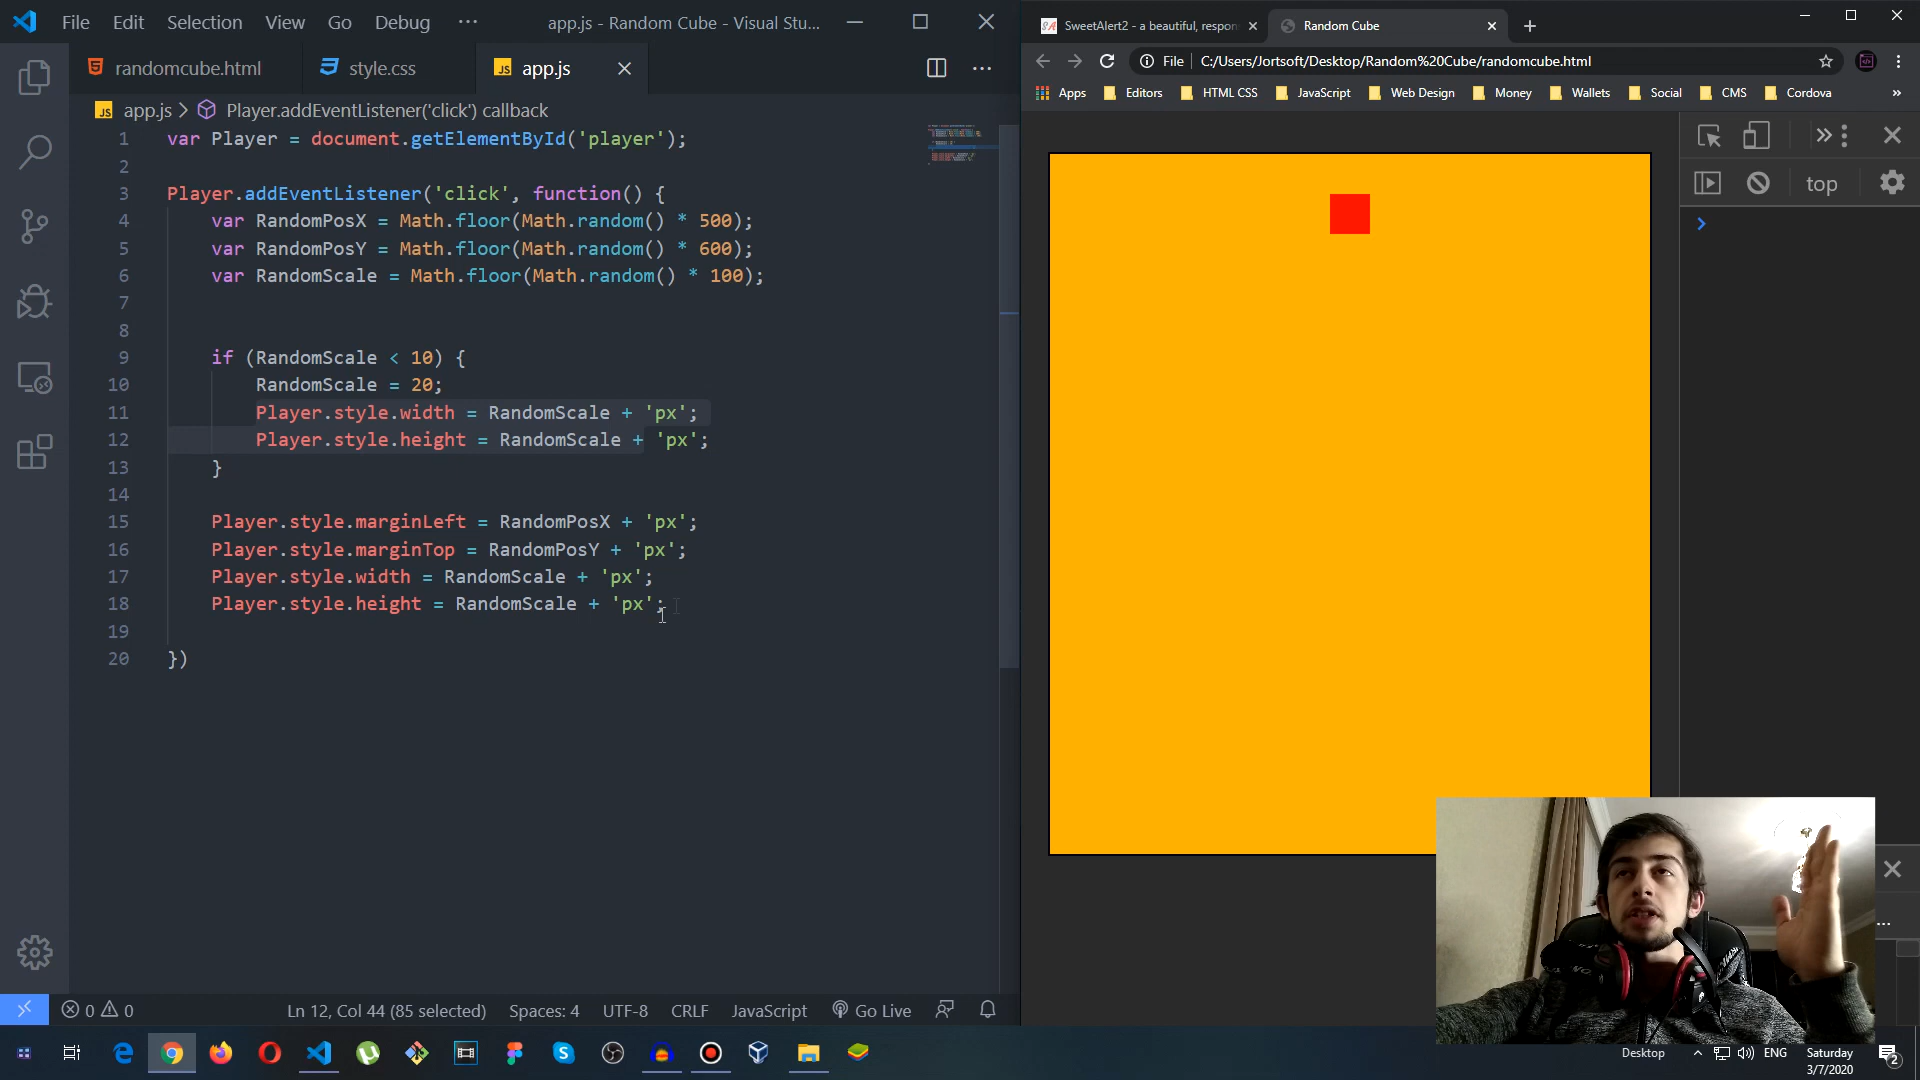 File Edit Selection View Go Debug ··· app.js - Random Cube - Visual Stu...
randomcube.html style.css JS app.js
JS app.js > Player.addEventListener('click') callback
1 var Player = document.getElementById('player');
2
3 Player.addEventListener('click', function() {
4 var RandomPosX = Math.floor(Math.random() * 500);
5 var RandomPosY = Math.floor(Math.random() * 600);
6 var RandomScale = Math.floor(Math.random() * 100);
7
8
9 if (RandomScale < 10) {
10 RandomScale = 20;
11 Player.style.width = RandomScale + 'px';
12 Player.style.height = RandomScale + 'px';
13 }
14
15 Player.style.marginLeft = RandomPosX + 'px';
16 Player.style.marginTop = RandomPosY + 'px';
17 Player.style.width = RandomScale + 'px';
18 Player.style.height = RandomScale + 'px';
19
20 })
0 0 Ln 12, Col 44 (85 selected) Spaces: 4 UTF-8 CRLF JavaScript Go Live
SA SweetAlert2 - a beautiful, respon Random Cube
File C:/Users/Jortsoft/Desktop/Random%20Cube/randomcube.html
Apps Editors HTML CSS JavaScript Web Design Money Wallets Social CMS Cordova »
top
Desktop ENG Saturday
3/7/2020
2